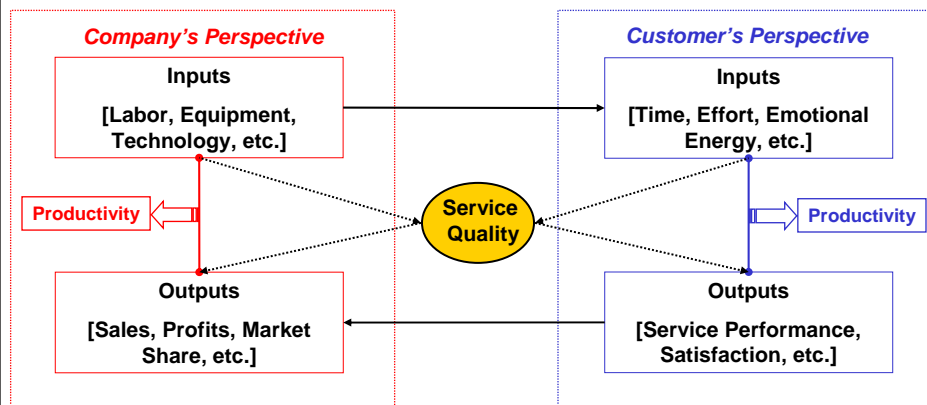 Company's Perspective
Inputs
[Labor, Equipment,
Technology, etc.]
Productivity
Outputs
[Sales, Profits, Market
Share, etc.]
Service
Quality
Customer's Perspective
Inputs
[Time, Effort, Emotional
Energy, etc.]
Productivity
Outputs
[Service Performance,
Satisfaction, etc.]